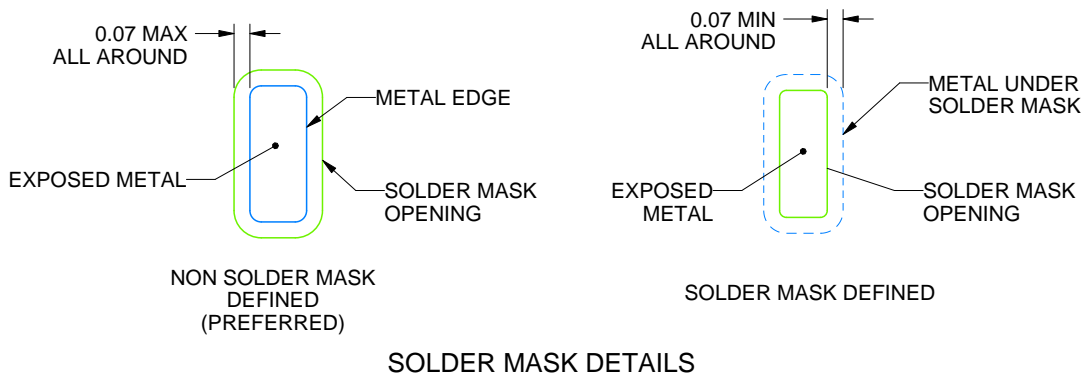 0.07 MAX
ALL AROUND
METAL EDGE
EXPOSED METAL
SOLDER MASK
OPENING
NON SOLDER MASK
DEFINED
(PREFERRED)
0.07 MIN
ALL AROUND
METAL UNDER
SOLDER MASK
EXPOSED
METAL
SOLDER MASK
OPENING
SOLDER MASK DEFINED
SOLDER MASK DETAILS